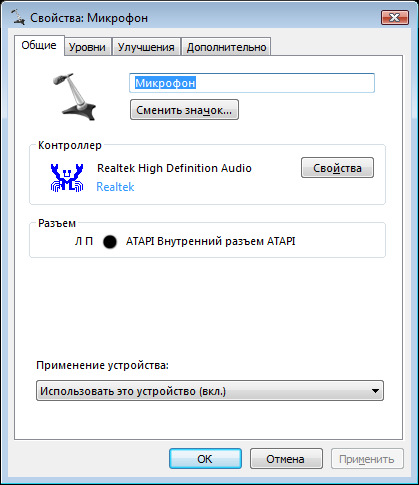 Свойства: Микрофон
Общие Уровни Улучшения Дополнительно
Микрофон
Сменить значок...
Контроллер
Realtek High Definition Audio Свойства
Realtek
Разъем
Л П ATAPI Внутренний разъем ATAPI
Применение устройства:
Использовать это устройство (вкл.)
OK Отмена Применить